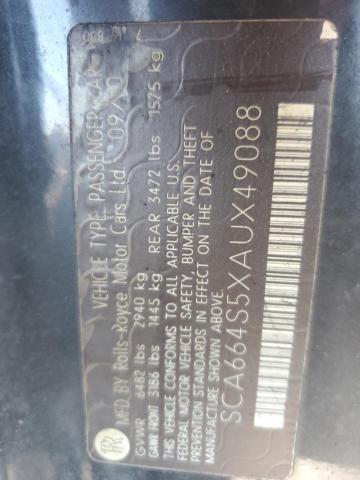 VEHICLE TYPE: PASSENGER CAR
MFD BY Rolls-Royce Motor Cars Ltd. 09/10
GVWR 6482 lbs 2940 kg
GAWR FRONT 3186 lbs 1445 kg REAR 3472 lbs 1575 kg
THIS VEHICLE CONFORMS TO ALL APPLICABLE U.S.
FEDERAL MOTOR VEHICLE SAFETY, BUMPER AND THEFT
PREVENTION STANDARDS IN EFFECT ON THE DATE OF
MANUFACTURE SHOWN ABOVE.
SCA664S5XAUX49088